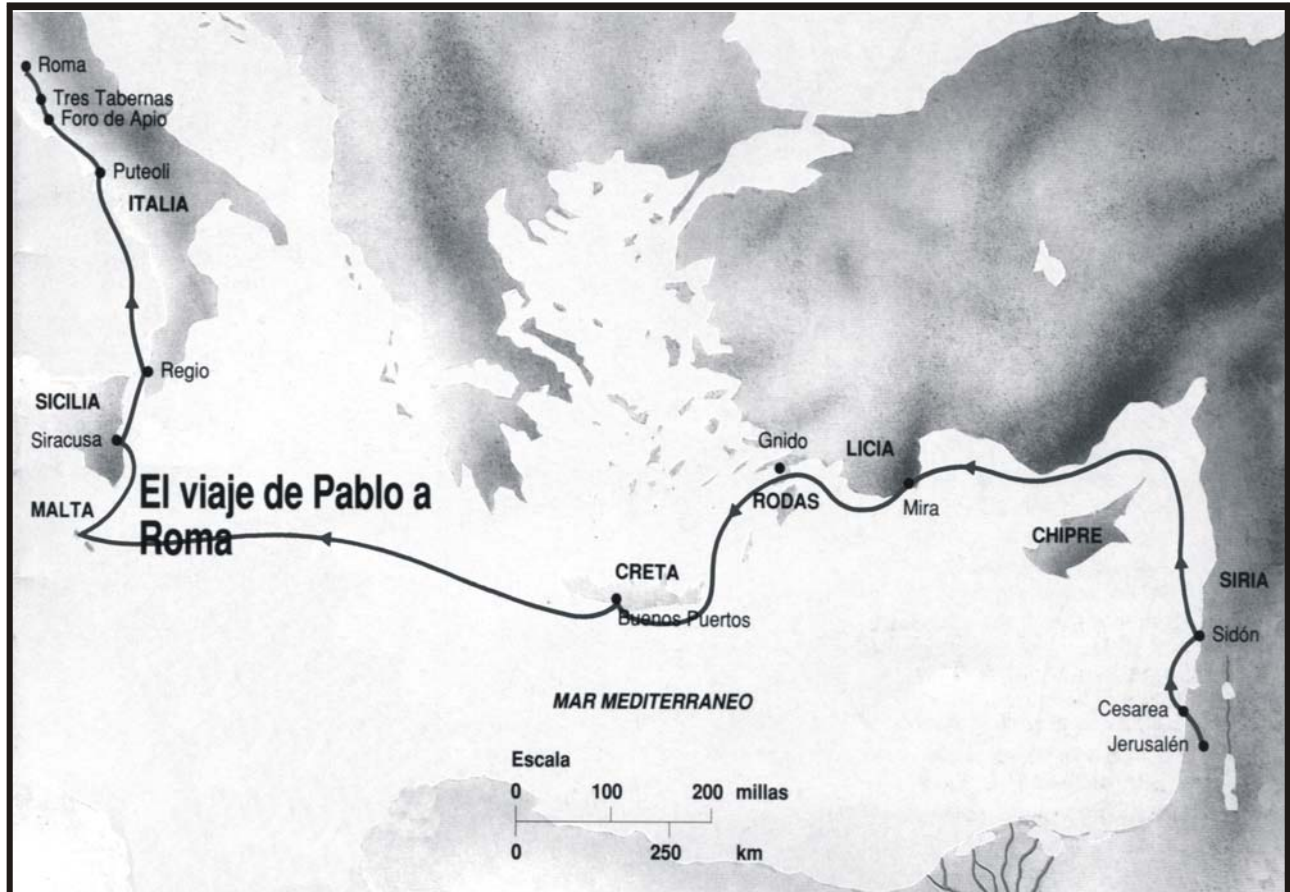 Roma
Tres Tabernas
Foro de Apio
Puteoli
ITALIA
Regio
SICILIA
Siracusa
MALTA
El viaje de Pablo a
Roma
Gnido
LICIA
RODAS
Mira
CHIPRE
CRETA
Buenos Puertos
SIRIA
Sidón
Cesarea
Jerusalén
MAR MEDITERRANEO
Escala
0 100 200 millas
0 250 km